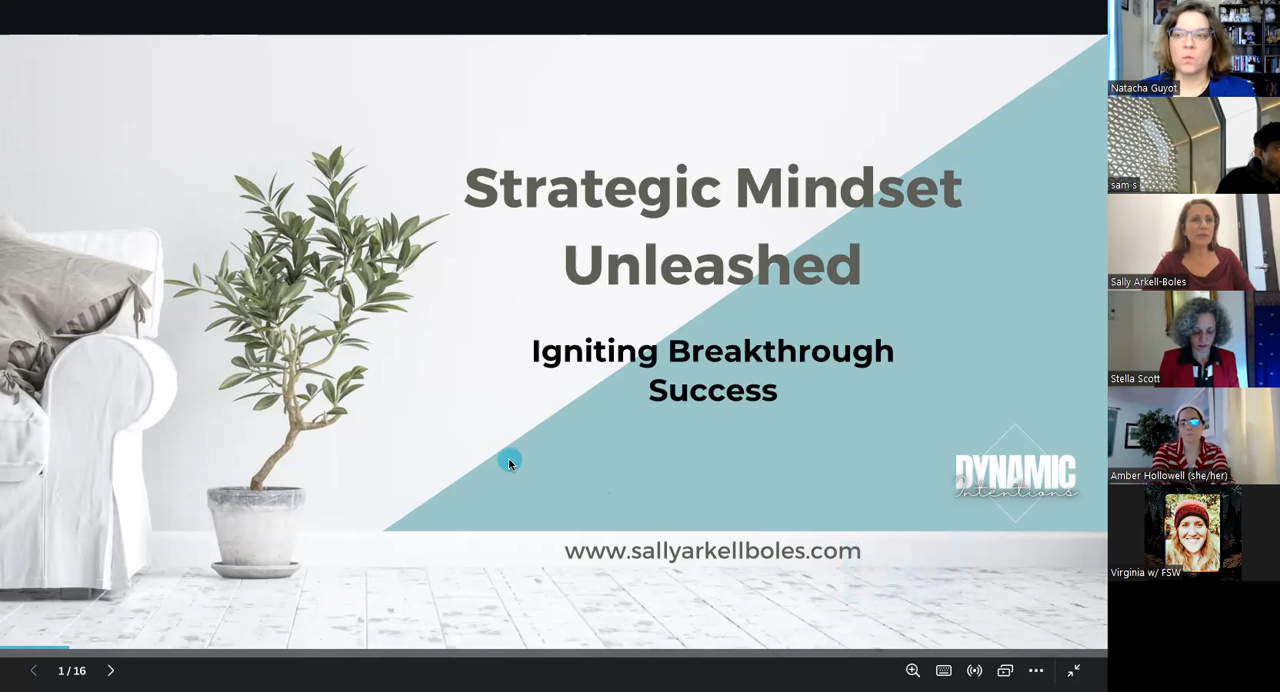 Strategic Mindset
Unleashed
Igniting Breakthrough
Success
DYNAMIC
Intentions
www.sallyarkellboles.com
1 / 16
Natacha Guyot
sam s
Sally Arkell-Boles
Stella Scott
Amber Hollowell (she/her)
Virginia w/ FSW